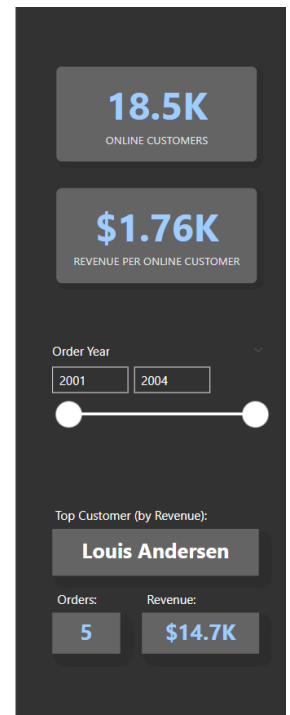 18.5K
ONLINE CUSTOMERS
$1.76K
REVENUE PER ONLINE CUSTOMER
Order Year
2001 2004
Top Customer (by Revenue):
Louis Andersen
Orders: Revenue:
5 $14.7K